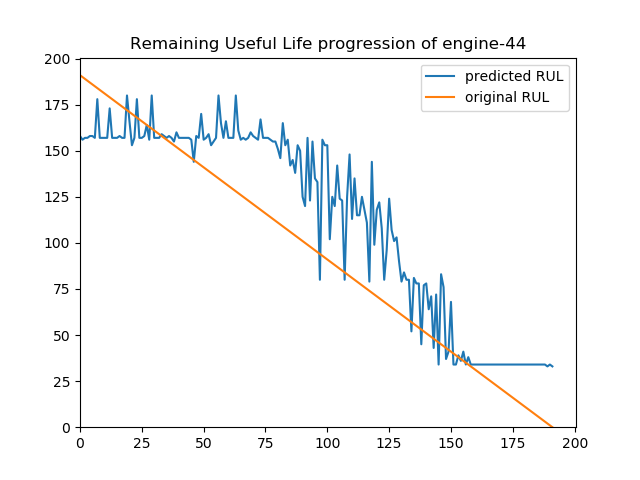 Remaining Useful Life progression of engine-44
predicted RUL
original RUL
200
175
150
125
100
75
50
25
0
0 25 50 75 100 125 150 175 200